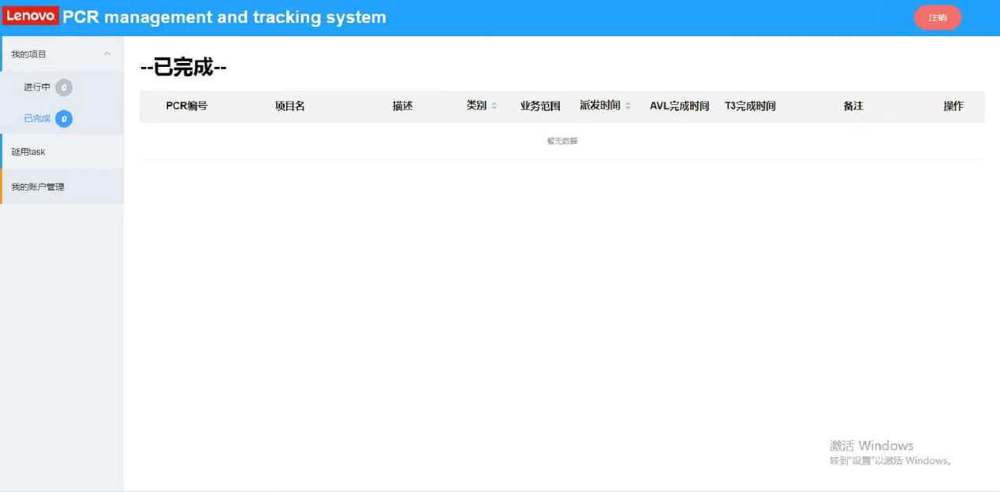 Lenovo PCR management and tracking system
注销
我的项目
进行中 0
已完成 0
延用task
我的账户管理
--已完成--
PCR编号 项目名 描述 类别 业务范围 派发时间 AVL完成时间 T3完成时间 备注 操作
暂无数据
激活 Windows
转到"设置"以激活 Windows。